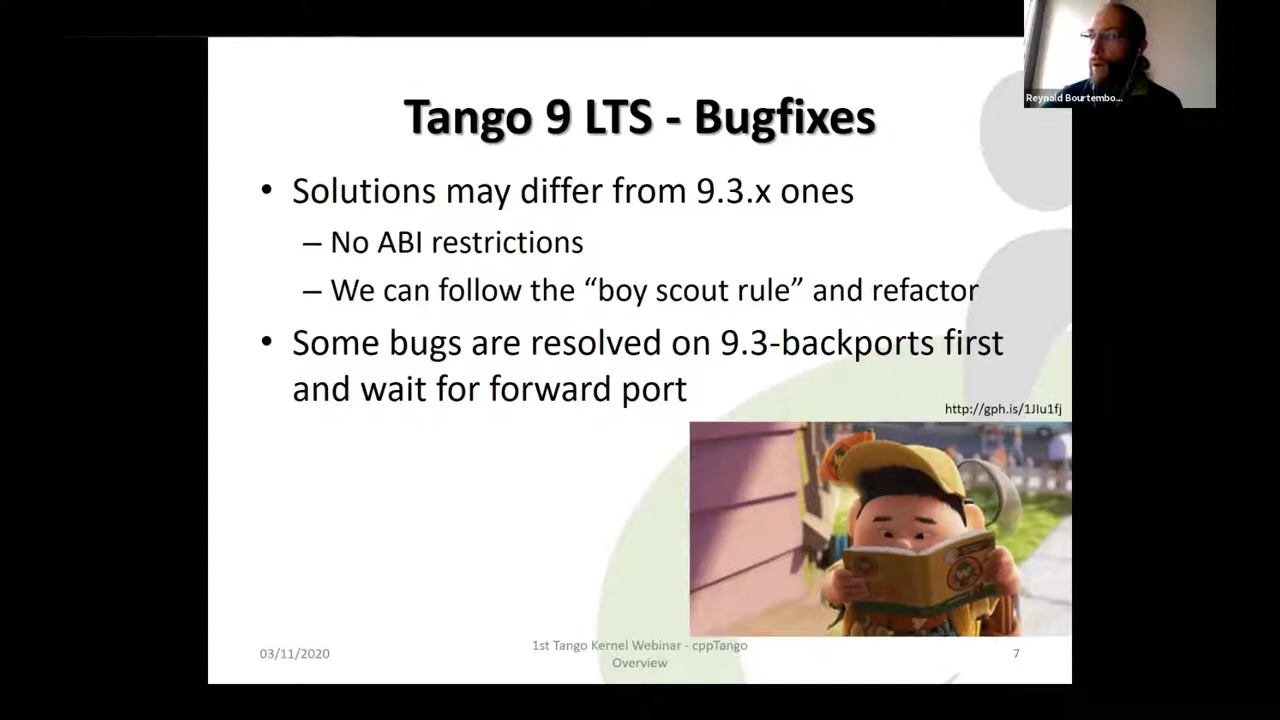 Reynald Bourtembo...
Tango 9 LTS - Bugfixes
• Solutions may differ from 9.3.x ones
– No ABI restrictions
– We can follow the “boy scout rule” and refactor
• Some bugs are resolved on 9.3-backports first
and wait for forward port
http://gph.is/1JIu1fj
03/11/2020
1st Tango Kernel Webinar - cppTango
Overview
7